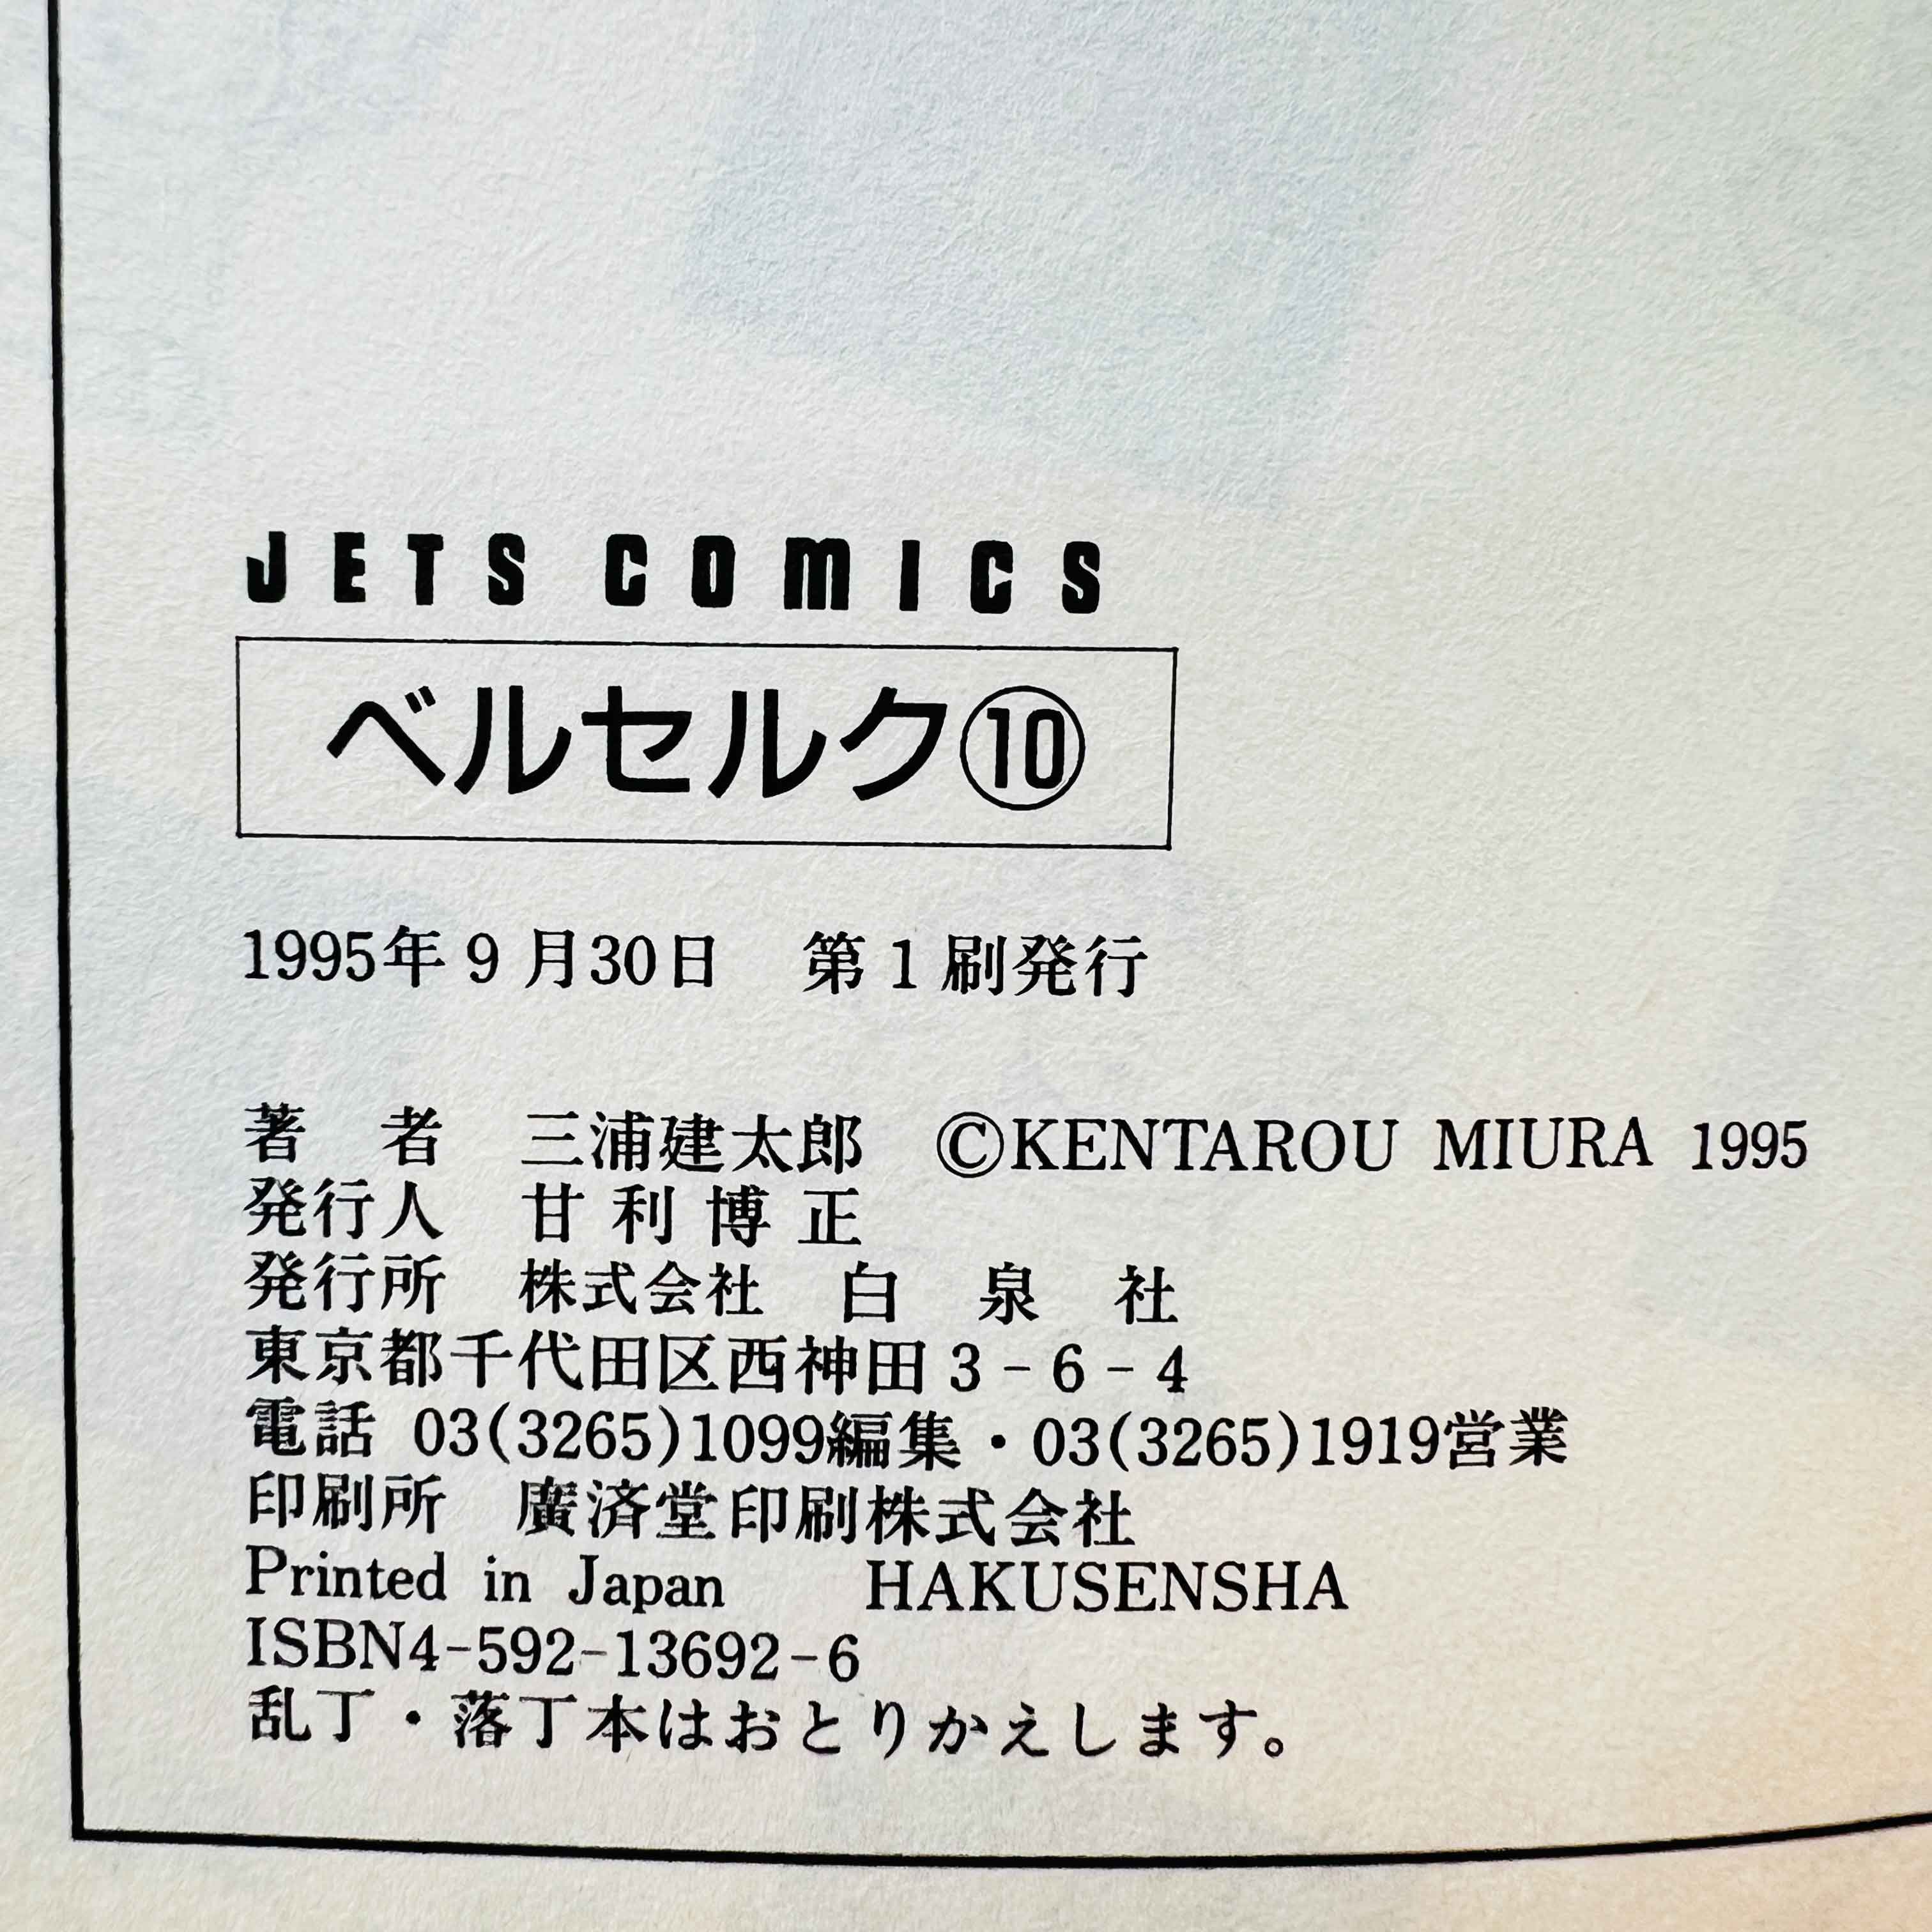 JETS COMICS
ベルセルク⑩
1995年9月30日　第1刷発行
著　者　三浦建太郎　©KENTAROU MIURA 1995
発行人　甘利博正
発行所　株式会社　白　泉　社
東京都千代田区西神田3-6-4
電話 03(3265)1099編集・03(3265)1919営業
印刷所　廣済堂印刷株式会社
Printed in Japan　HAKUSENSHA
ISBN4-592-13692-6
乱丁・落丁本はおとりかえします。